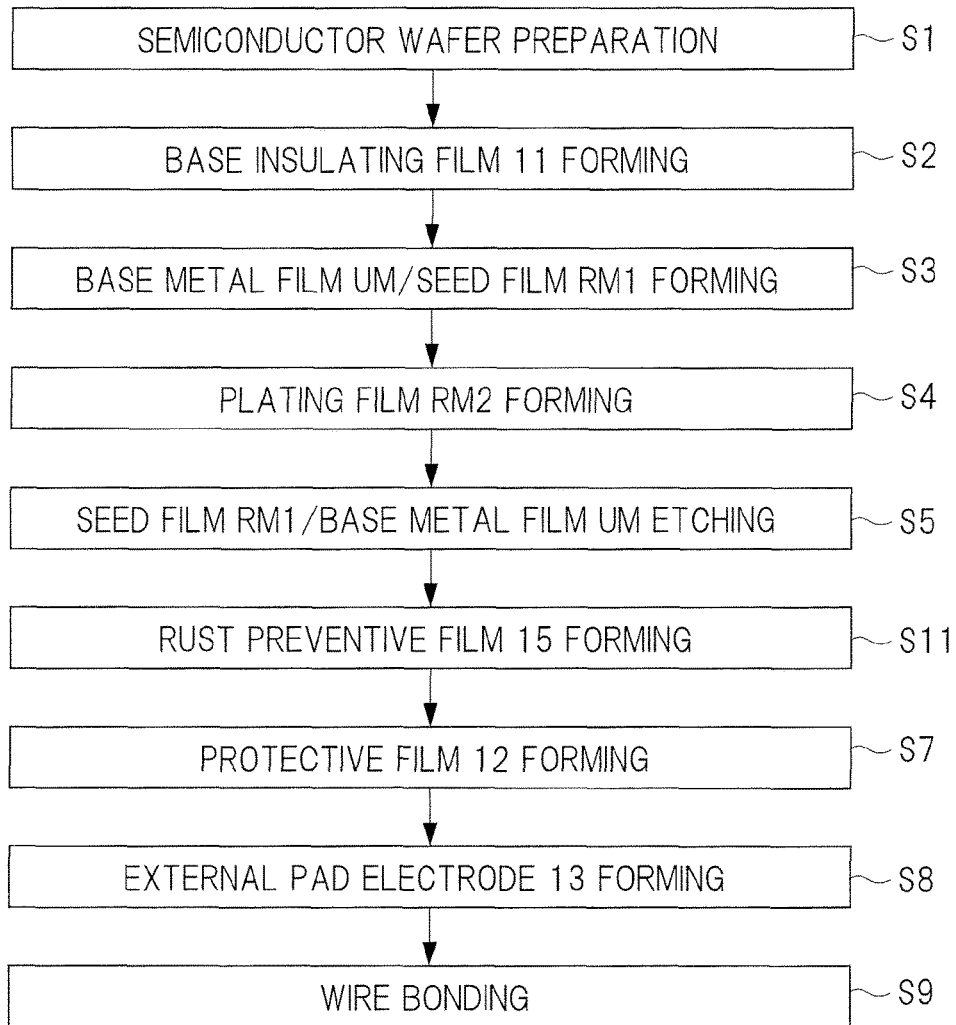 SEMICONDUCTOR WAFER PREPARATION S1
BASE INSULATING FILM 11 FORMING S2
BASE METAL FILM UM/SEED FILM RM1 FORMING S3
PLATING FILM RM2 FORMING S4
SEED FILM RM1/BASE METAL FILM UM ETCHING S5
RUST PREVENTIVE FILM 15 FORMING S11
PROTECTIVE FILM 12 FORMING S7
EXTERNAL PAD ELECTRODE 13 FORMING S8
WIRE BONDING S9